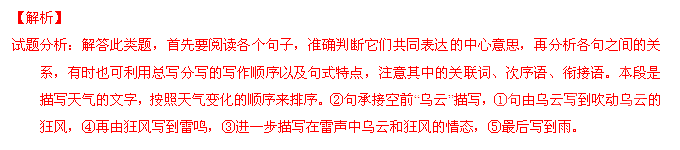 【解析】
试题分析：解答此类题，首先要阅读各个句子，准确判断它们共同表达的中心意思，再分析各句之间的关
系，有时也可利用总写分写的写作顺序以及句式特点，注意其中的关联词、次序语、衔接语。本段是
描写天气的文字，按照天气变化的顺序来排序。②句承接空前“乌云”描写，①句由乌云写到吹动乌云的
狂风，④再由狂风写到雷鸣，③进一步描写在雷声中乌云和狂风的情态，⑤最后写到雨。